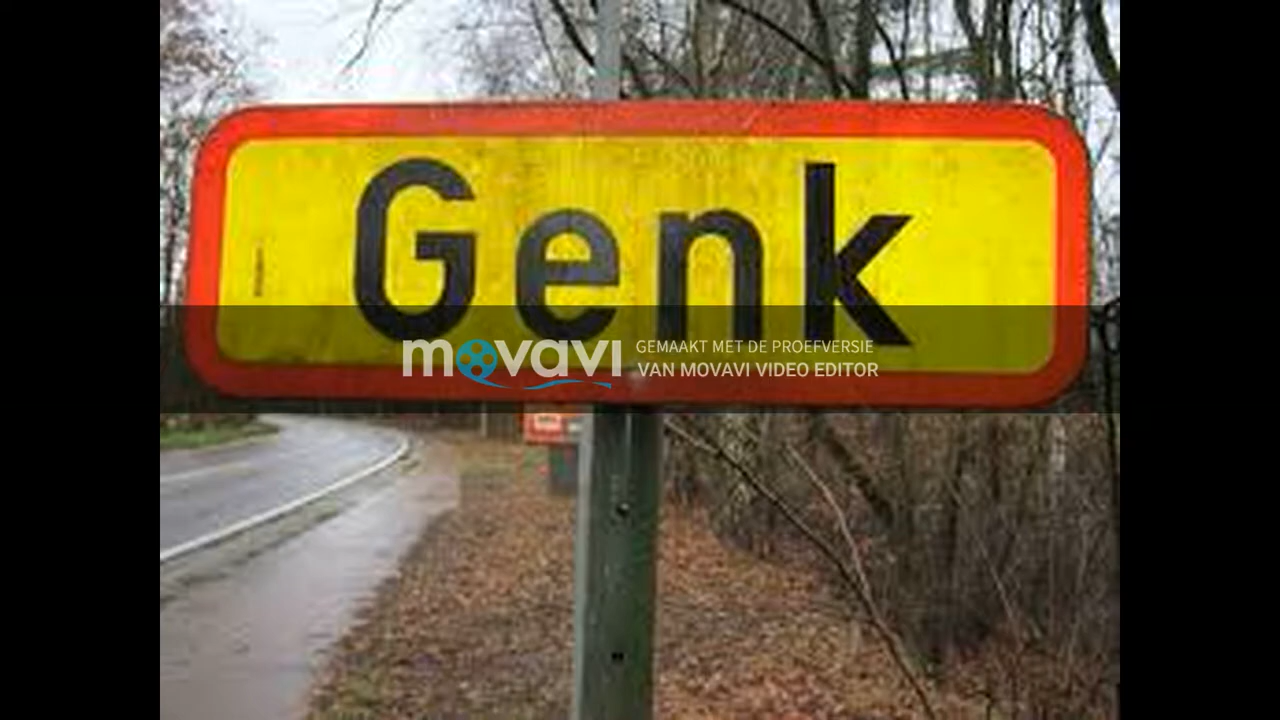 Genk
movavi
GEMAAKT MET DE PROEFVERSIE
VAN MOVAVI VIDEO EDITOR